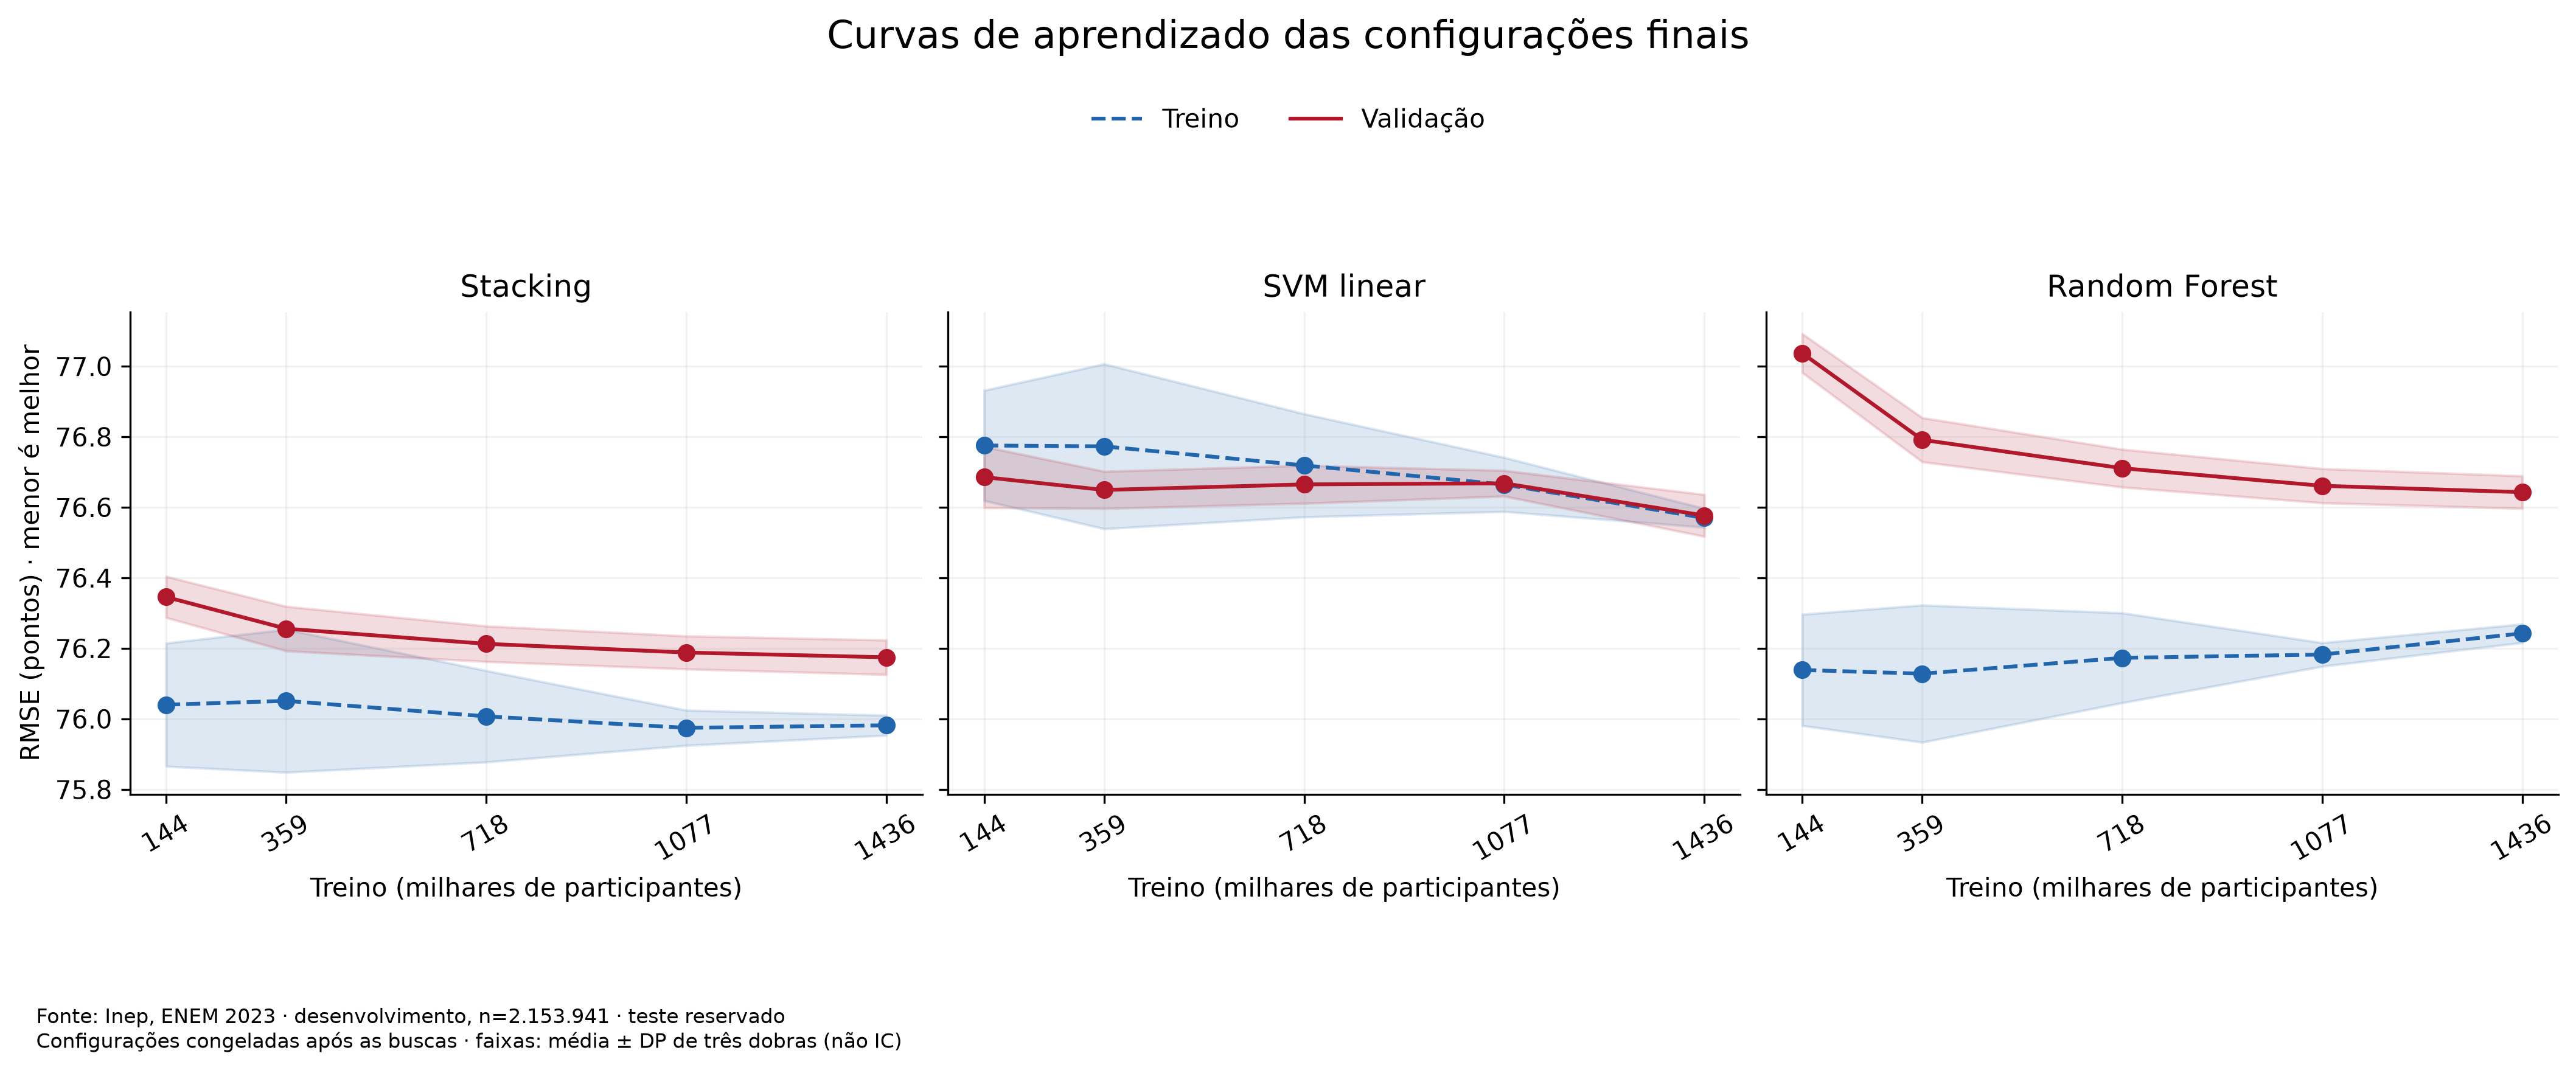 Curvas de aprendizado das configurações finais
Treino
Validação
Stacking
SVM linear
Random Forest
RMSE (pontos) · menor é melhor
77.0
76.8
76.6
76.4
76.2
76.0
75.8
144
359
718
1077
1436
144
359
718
1077
1436
144
359
718
1077
1436
Treino (milhares de participantes)
Treino (milhares de participantes)
Treino (milhares de participantes)
Fonte: Inep, ENEM 2023 · desenvolvimento, n=2.153.941 · teste reservado
Configurações congeladas após as buscas · faixas: média ± DP de três dobras (não IC)